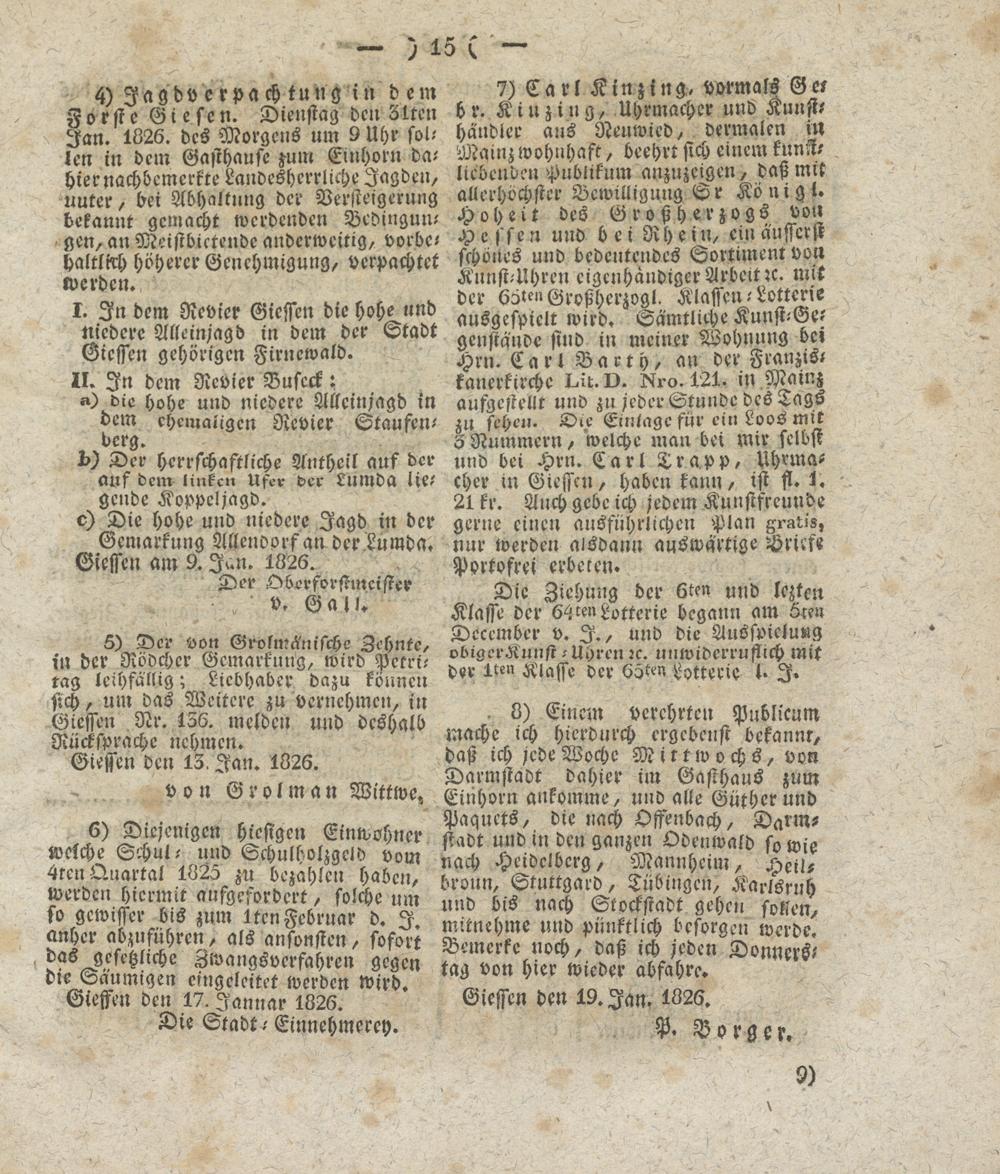 — ) 15 ( —
4) Jagdverpachtung in dem
Forste Giesen. Dienstag den 31ten
Jan. 1826. des Morgens um 9 Uhr sol-
len in dem Gasthause zum Einhorn da-
hier nachbemerkte Landesherrliche Jagden,
unter, bei Abhaltung der Versteigerung
bekannt gemacht werdenden Bedingun-
gen, an Meistbietende anderweitig, vorbe-
haltlich höherer Genehmigung, verpachtet
werden.
I. In dem Revier Giessen die hohe und
niedere Alleinjagd in dem der Stadt
Giessen gehörigen Firnewald.
II. In dem Revier Buseck:
a) die hohe und niedere Alleinjagd in
dem ehemaligen Revier Staufen-
berg.
b) Der herrschaftliche Antheil auf der
auf dem linken Ufer der Lumda lie-
gende Koppeljagd.
c) Die hohe und niedere Jagd in der
Gemarkung Allendorf an der Lumda.
Giessen am 9. Jan. 1826.
Der Oberforstmeister
v. Gall.
5) Der von Grolmänische Zehnte,
in der Rödcher Gemarkung, wird Petri-
tag leihfällig; Liebhaber dazu können
sich, um das Weitere zu vernehmen, in
Giessen Nr. 136. melden und deshalb
Rücksprache nehmen.
Giessen den 13. Jan. 1826.
von Grolman Wittwe.
6) Diejenigen hiesigen Einwohner
welche Schul- und Schulholzgeld vom
4ten Quartal 1825 zu bezahlen haben,
werden hiermit aufgefordert, solche um
so gewisser bis zum 1ten Februar d. J.
anher abzuführen, als ansonsten, sofort
das gesetzliche Zwangsverfahren gegen
die Säumigen eingeleitet werden wird.
Giessen den 17. Jannar 1826.
Die Stadt-Einnehmerey.
7) Carl Kinzing, vormals Ge-
br. Kinzing, Uhrmacher und Kunst-
händler aus Neuwied, dermalen in
Mainz wohnhaft, beehrt sich einem kunst-
liebenden Publikum anzuzeigen, daß mit
allerhöchster Bewilligung Sr Königl.
Hoheit des Großherzogs von
Hessen und bei Rhein, ein äusserst
schönes und bedeutendes Sortiment von
Kunst-Uhren eigenhändiger Arbeit ꝛc. mit
der 65ten Großherzogl. Klassen-Lotterie
ausgespielt wird. Sämtliche Kunst-Ge-
genstände sind in meiner Wohnung bei
Hrn. Carl Barth, an der Franzis-
kanerkirche Lit. D. Nro. 121. in Mainz
aufgestellt und zu jeder Stunde des Tags
zu sehen. Die Einlage für ein Loos mit
3 Nummern, welche man bei mir selbst
und bei Hrn. Carl Trapp, Uhrma-
cher in Giessen, haben kann, ist fl. 1.
21 kr. Auch gebe ich jedem Kunstfreunde
gerne einen ausführlichen Plan gratis,
nur werden alsdann auswärtige Briefe
Portofrei erbeten.
Die Ziehung der 6ten und lezten
Klasse der 64ten Lotterie begann am 5ten
December v. J., und die Ausspielung
obiger Kunst-Uhren ꝛc. unwiderruflich mit
der 1ten Klasse der 65ten Lotterie l. J.
8) Einem verehrten Publicum
mache ich hierdurch ergebenst bekannt,
daß ich jede Woche Mittwochs, von
Darmstadt dahier im Gasthaus zum
Einhorn ankomme, und alle Güther und
Paquets, die nach Offenbach, Darm-
stadt und in den ganzen Odenwald so wie
nach Heidelberg, Mannheim, Heil-
bronn, Stuttgard, Tübingen, Karlsruh
und bis nach Stockstadt gehen sollen,
mitnehme und pünktlich besorgen werde.
Bemerke noch, daß ich jeden Donners-
tag von hier wieder abfahre.
Giessen den 19. Jan. 1826.
P. Borger.
9)